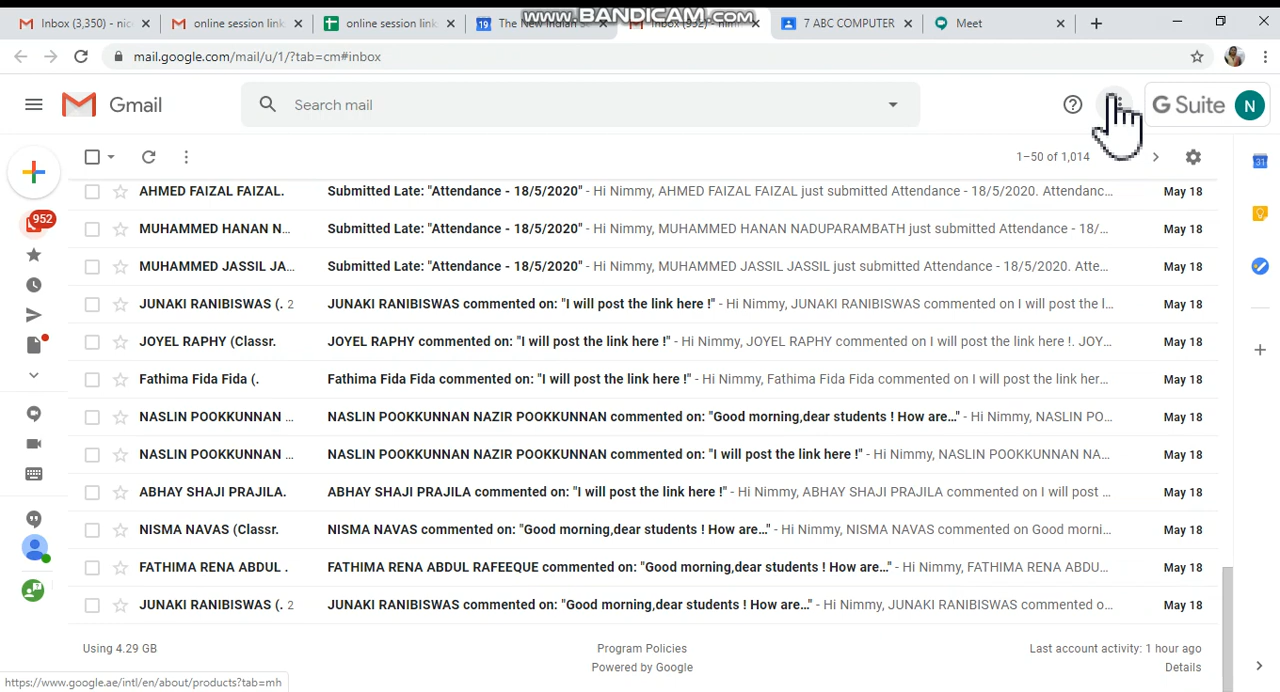 www.BANDICAM.com
Inbox (3,350) - nic
online session link
online session link
The New Indian S
Inbox (952) - nim
7 ABC COMPUTER
Meet
mail.google.com/mail/u/1/?tab=cm#inbox
Gmail
Search mail
G Suite N
1–50 of 1,014
AHMED FAIZAL FAIZAL. Submitted Late: "Attendance - 18/5/2020" - Hi Nimmy, AHMED FAIZAL FAIZAL just submitted Attendance - 18/5/2020. Attendanc... May 18
MUHAMMED HANAN N... Submitted Late: "Attendance - 18/5/2020" - Hi Nimmy, MUHAMMED HANAN NADUPARAMBATH just submitted Attendance - 18/... May 18
952
MUHAMMED JASSIL JA... Submitted Late: "Attendance - 18/5/2020" - Hi Nimmy, MUHAMMED JASSIL JASSIL just submitted Attendance - 18/5/2020. Atte... May 18
JUNAKI RANIBISWAS (. 2 JUNAKI RANIBISWAS commented on: "I will post the link here !" - Hi Nimmy, JUNAKI RANIBISWAS commented on I will post the l... May 18
JOYEL RAPHY (Classr. JOYEL RAPHY commented on: "I will post the link here !" - Hi Nimmy, JOYEL RAPHY commented on I will post the link here !. JOY... May 18
Fathima Fida Fida (. Fathima Fida Fida commented on: "I will post the link here !" - Hi Nimmy, Fathima Fida Fida commented on I will post the link her... May 18
NASLIN POOKKUNNAN ... NASLIN POOKKUNNAN NAZIR POOKKUNNAN commented on: "Good morning,dear students ! How are..." - Hi Nimmy, NASLIN PO... May 18
NASLIN POOKKUNNAN ... NASLIN POOKKUNNAN NAZIR POOKKUNNAN commented on: "I will post the link here !" - Hi Nimmy, NASLIN POOKKUNNAN NA... May 18
ABHAY SHAJI PRAJILA. ABHAY SHAJI PRAJILA commented on: "I will post the link here !" - Hi Nimmy, ABHAY SHAJI PRAJILA commented on I will post ... May 18
NISMA NAVAS (Classr. NISMA NAVAS commented on: "Good morning,dear students ! How are..." - Hi Nimmy, NISMA NAVAS commented on Good morni... May 18
FATHIMA RENA ABDUL . FATHIMA RENA ABDUL RAFEEQUE commented on: "Good morning,dear students ! How are..." - Hi Nimmy, FATHIMA RENA ABDU... May 18
JUNAKI RANIBISWAS (. 2 JUNAKI RANIBISWAS commented on: "Good morning,dear students ! How are..." - Hi Nimmy, JUNAKI RANIBISWAS commented o... May 18
Using 4.29 GB
Program Policies
Powered by Google
Last account activity: 1 hour ago
Details
31
https://www.google.ae/intl/en/about/products?tab=mh